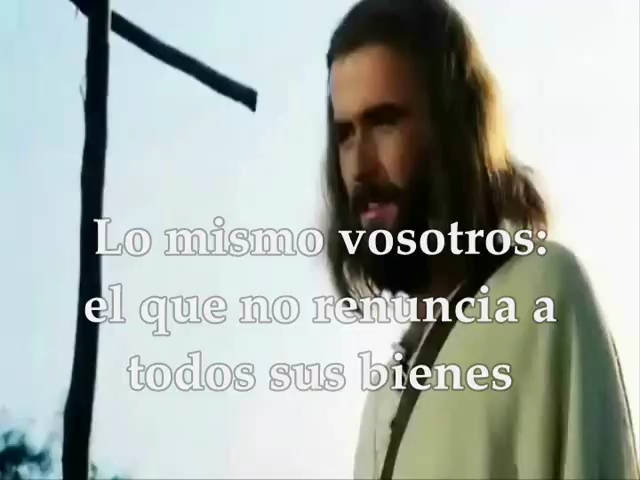 Lo mismo vosotros:
el que no renuncia a
todos sus bienes